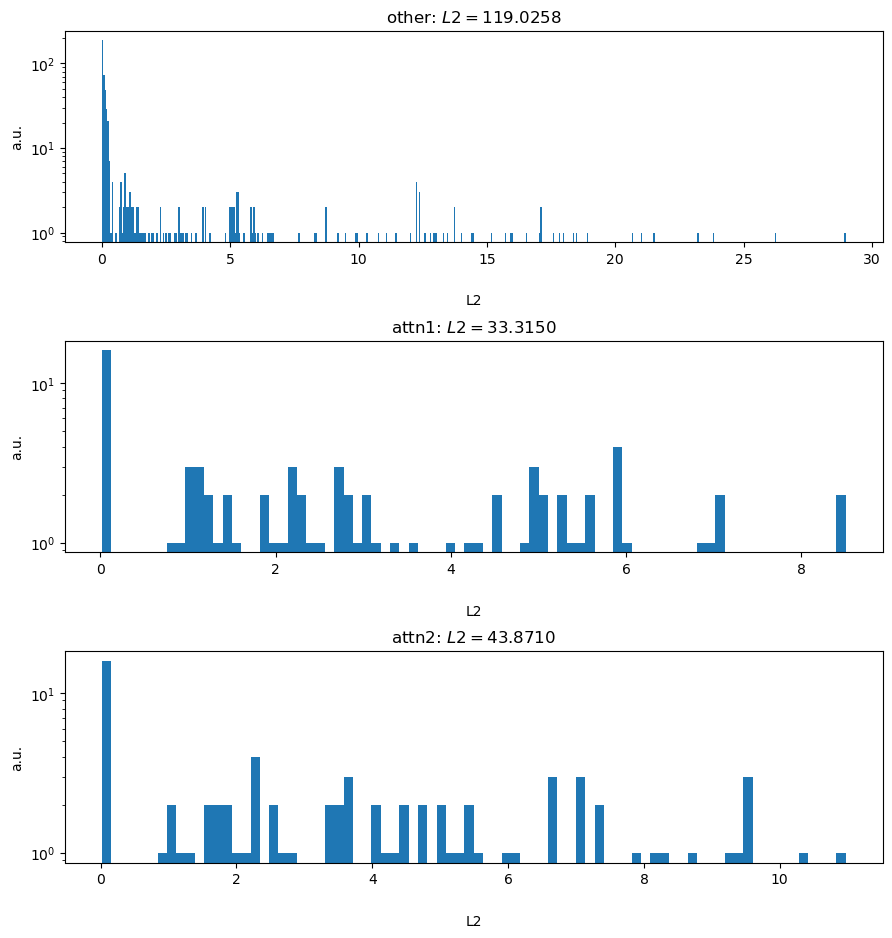 other: L2 = 119.0258
a.u.
10²
10¹
10⁰
0 5 10 15 20 25 30
L2
attn1: L2 = 33.3150
a.u.
10¹
10⁰
0 2 4 6 8
L2
attn2: L2 = 43.8710
a.u.
10¹
10⁰
0 2 4 6 8 10
L2